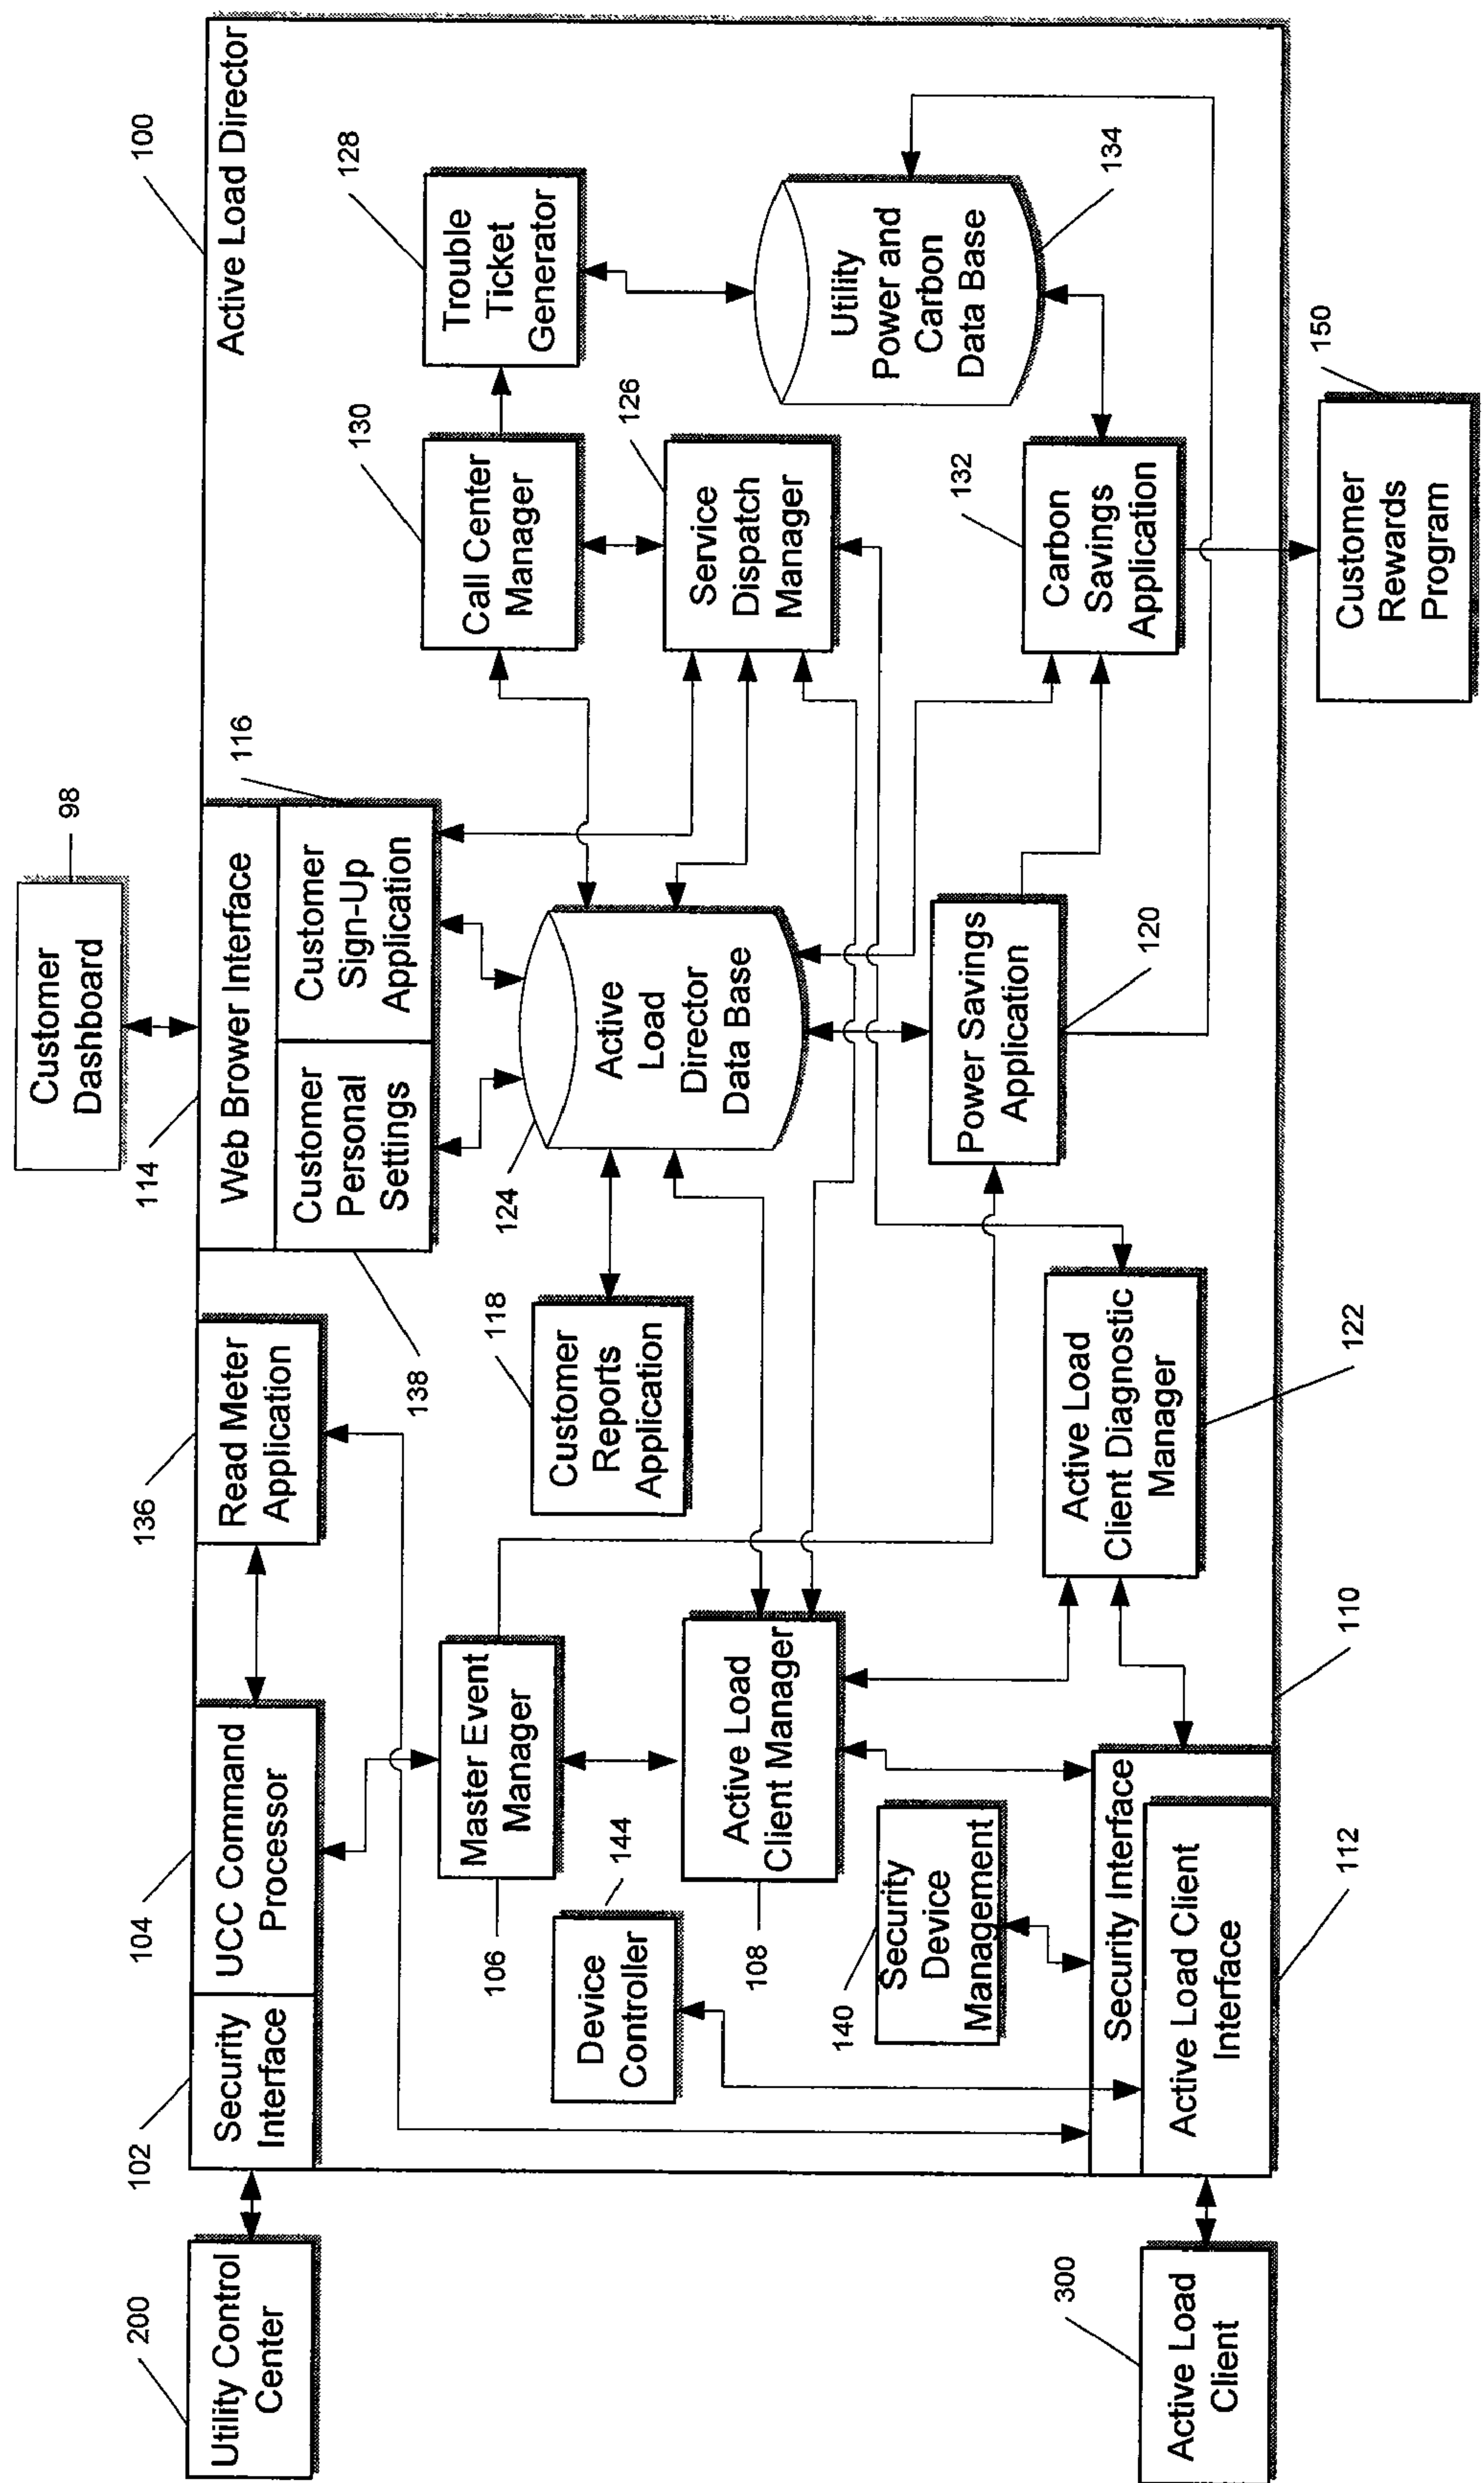 98
Customer
Dashboard
100
Active Load Director
114
Web Brower Interface
Customer
Personal
Settings
138
Customer
Sign-Up
Application
116
200
Utility Control
Center
102
Security
Interface
104
UCC Command
Processor
136
Read Meter
Application
130
Call Center
Manager
128
Trouble
Ticket
Generator
106
Master Event
Manager
144
Device
Controller
118
Customer
Reports
Application
124
Active
Load
Director
Data Base
126
Service
Dispatch
Manager
108
Active Load
Client Manager
134
Utility
Power and
Carbon
Data Base
140
Security
Device
Management
120
Power Savings
Application
132
Carbon
Savings
Application
122
Active Load
Client Diagnostic
Manager
110
Security Interface
112
Active Load Client
Interface
300
Active Load
Client
150
Customer
Rewards
Program